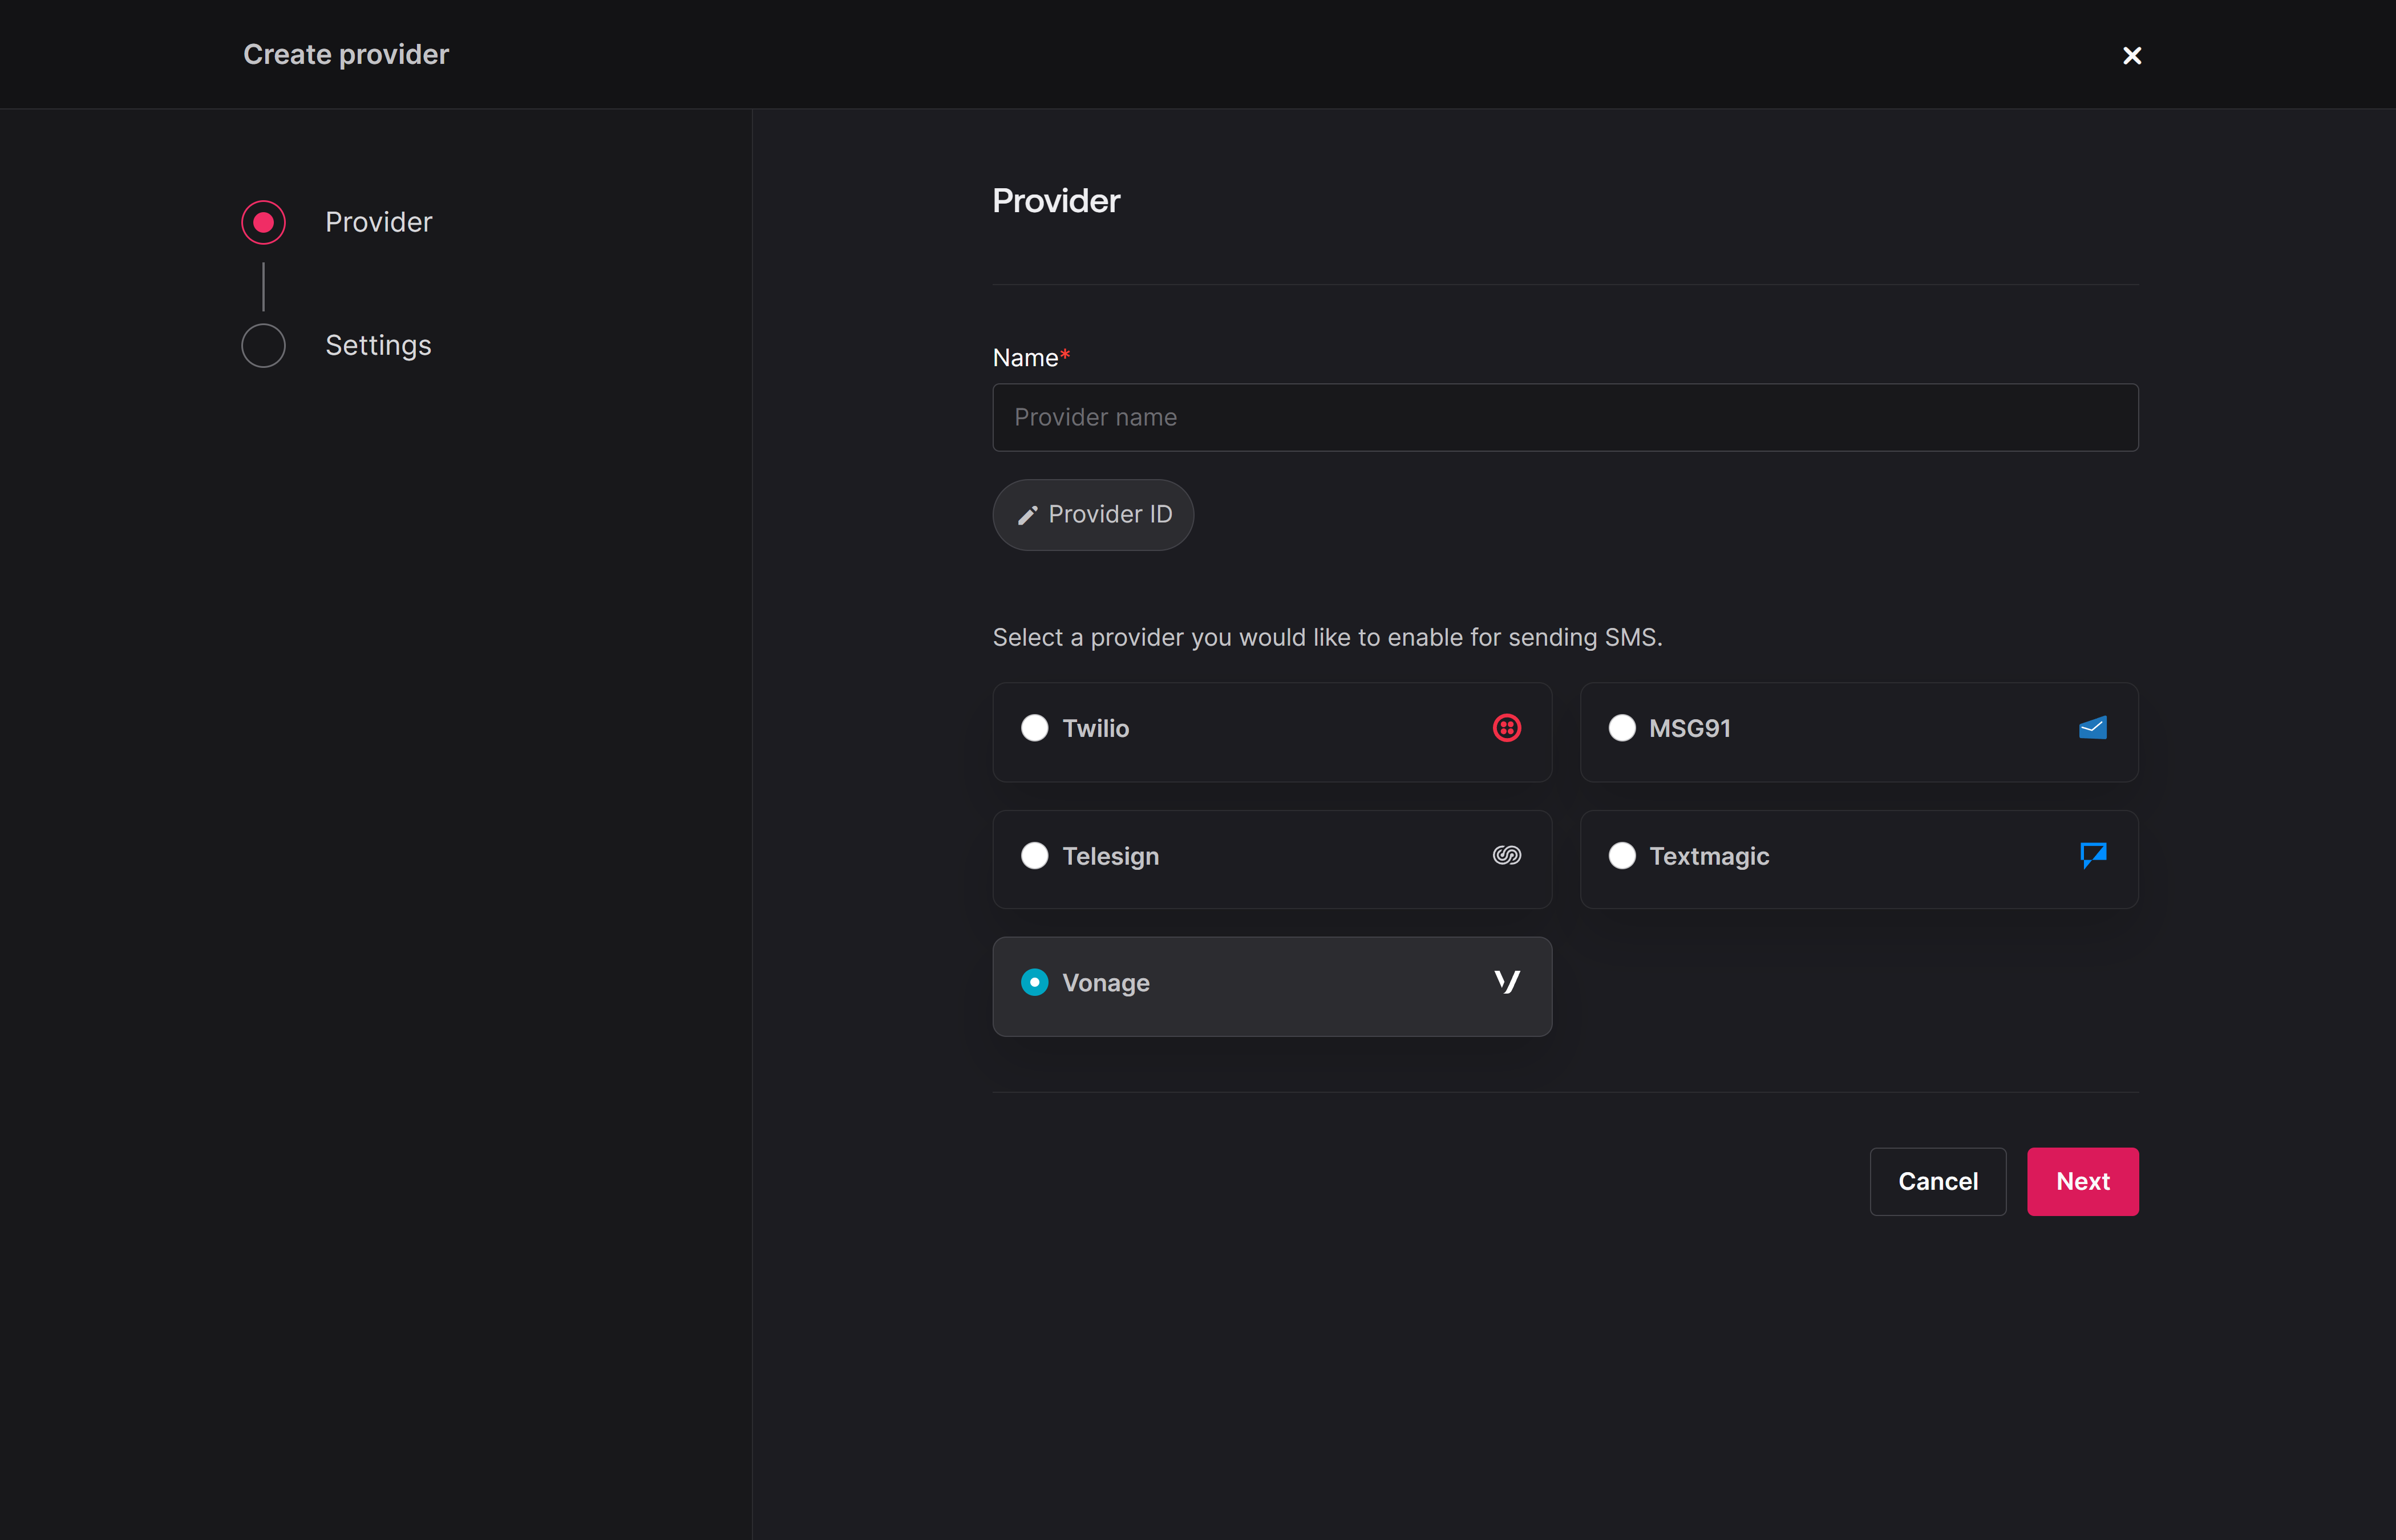 Create provider
Provider
Settings
Provider
Name*
Provider name
Provider ID
Select a provider you would like to enable for sending SMS.
Twilio
MSG91
Telesign
Textmagic
Vonage
Cancel
Next